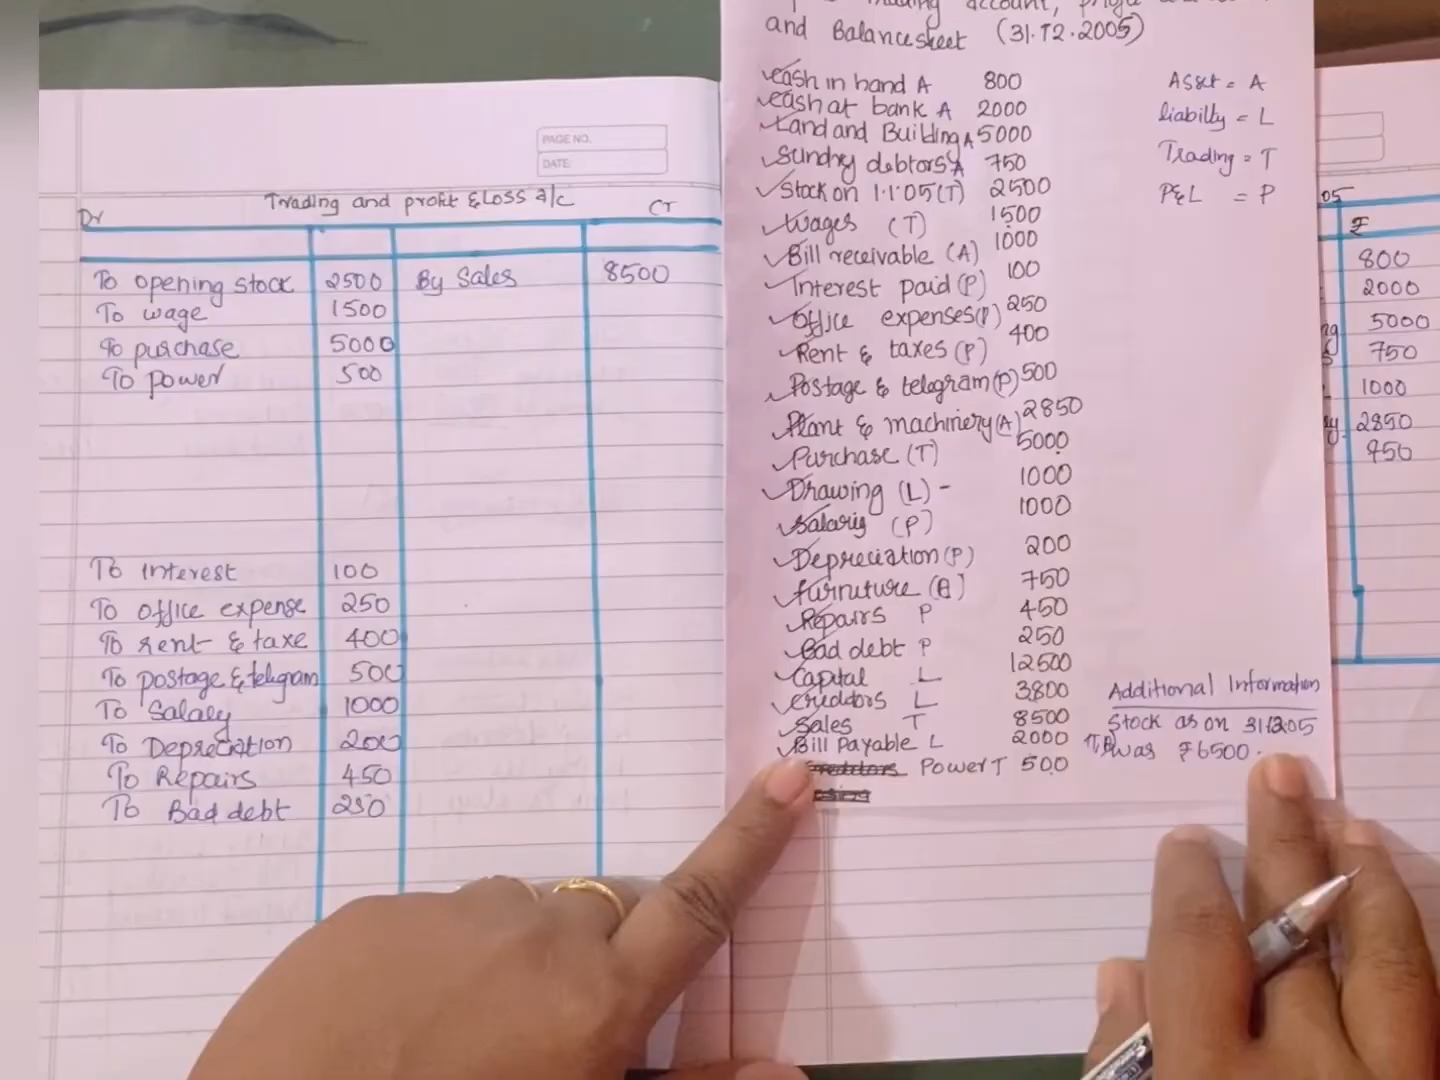 PAGE NO.
DATE:
Trading and profit & Loss a/c
Dr
Cr
To opening stock 2500 By Sales 8500
To wage 1500
To purchase 5000
To power 500
To interest 100
To office expense 250
To rent & taxe 400
To postage & telegram 500
To Salary 1000
To Depreciation 200
To Repairs 450
To Bad debt 250
Trading account,
and Balancesheet (31.12.2005)
Cash in hand A 800
Cash at bank A 2000
Land and Building A 5000
Sundry debtors A 750
Stock on 1.1.05 (T) 2500
Wages (T) 1500
Bill receivable (A) 1000
Interest paid (P) 100
Office expenses (P) 250
Rent & taxes (P) 400
Postage & telegram (P) 500
Plant & machinery (A) 2850
Purchase (T) 5000
Drawing (L) - 1000
Salaris (P) 1000
Depreciation (P) 200
furniture (A) 750
Repairs P 450
Bad debt P 250
Capital L 12500
Creditors L 3800
Sales T 8500
Bill Payable L 2000
Power T 500
Asset = A
liabilly = L
Trading = T
P&L = P
Additional Information
Stock as on 31.12.05
was ₹6500.
05
₹
800
2000
5000
750
1000
2850